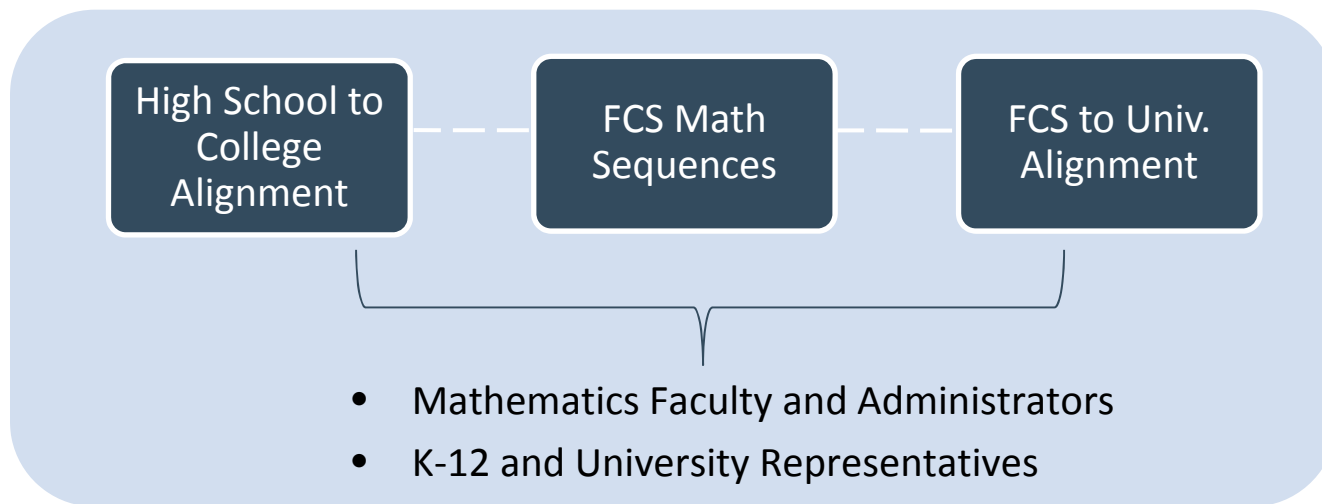 High School to
College
Alignment
FCS Math
Sequences
FCS to Univ.
Alignment
• Mathematics Faculty and Administrators
• K-12 and University Representatives